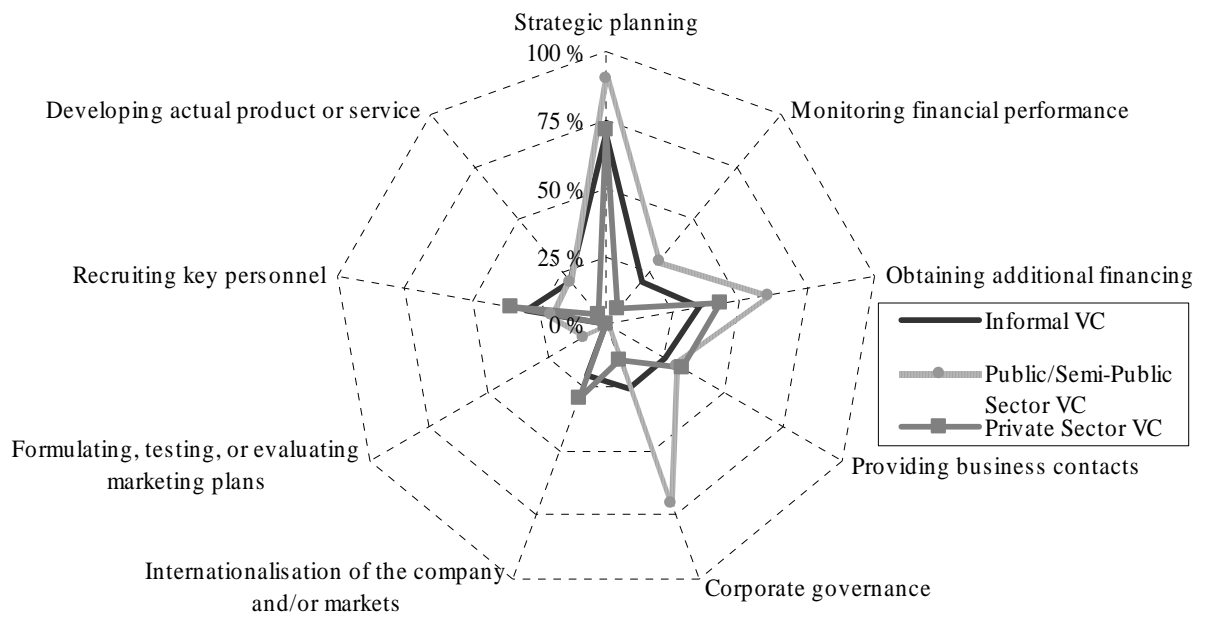 Strategic planning
100 %
Developing actual product or service
Monitoring financial performance
75 %
50 %
25 %
Recruiting key personnel
Obtaining additional financing
0 %
Informal VC
Public/Semi-Public
Sector VC
Private Sector VC
Formulating, testing, or evaluating
marketing plans
Providing business contacts
Internationalisation of the company
and/or markets
Corporate governance